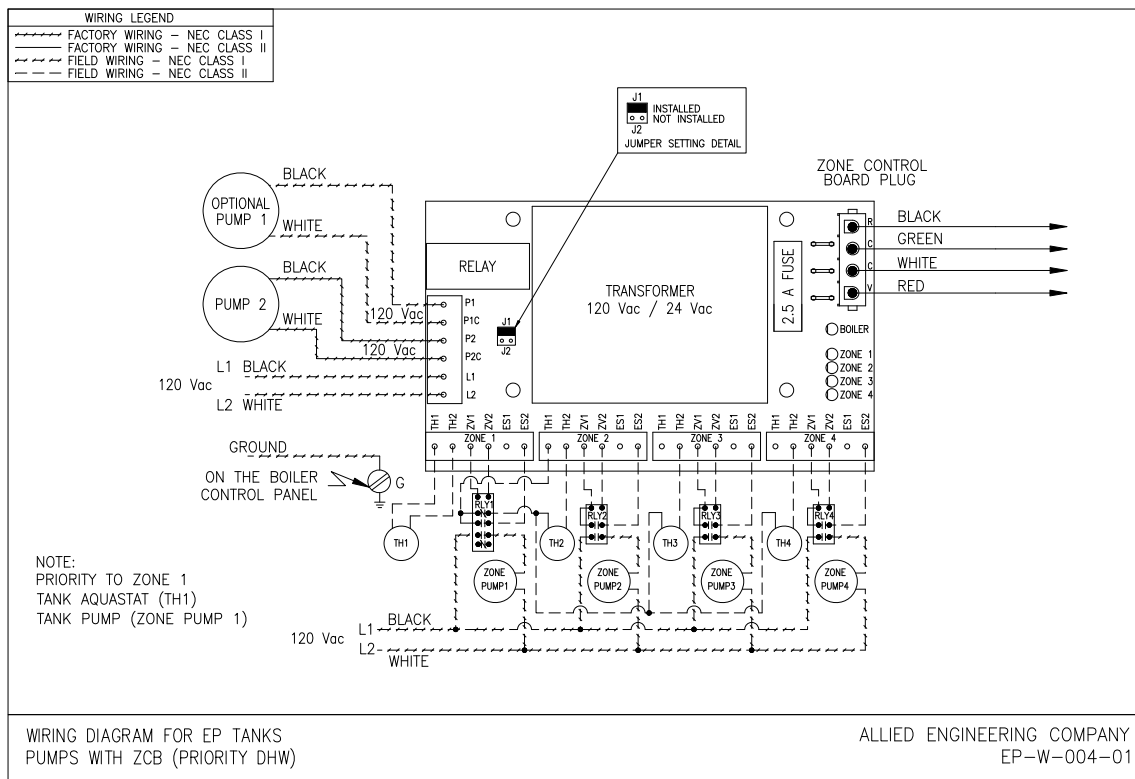 WIRING LEGEND
FACTORY WIRING – NEC CLASS I
FACTORY WIRING – NEC CLASS II
FIELD WIRING – NEC CLASS I
FIELD WIRING – NEC CLASS II
J1
INSTALLED
NOT INSTALLED
J2
JUMPER SETTING DETAIL
ZONE CONTROL
BOARD PLUG
BLACK
OPTIONAL
PUMP 1
WHITE
BLACK
PUMP 2
WHITE
120 Vac
120 Vac
L1 BLACK
120 Vac
L2 WHITE
RELAY
P1
P1C
P2
P2C
L1
L2
J1
J2
TRANSFORMER
120 Vac / 24 Vac
2.5 A FUSE
R
C
C
V
BLACK
GREEN
WHITE
RED
BOILER
ZONE 1
ZONE 2
ZONE 3
ZONE 4
TH1 TH2 ZV1 ZV2 ES1 ES2
TH1 TH2 ZV1 ZV2 ES1 ES2
TH1 TH2 ZV1 ZV2 ES1 ES2
TH1 TH2 ZV1 ZV2 ES1 ES2
ZONE 1
ZONE 2
ZONE 3
ZONE 4
GROUND
ON THE BOILER
CONTROL PANEL
G
RLY1
RLY2
RLY3
RLY4
TH1
TH2
TH3
TH4
ZONE
PUMP1
ZONE
PUMP2
ZONE
PUMP3
ZONE
PUMP4
NOTE:
PRIORITY TO ZONE 1
TANK AQUASTAT (TH1)
TANK PUMP (ZONE PUMP 1)
120 Vac
L1
BLACK
L2
WHITE
WIRING DIAGRAM FOR EP TANKS
PUMPS WITH ZCB (PRIORITY DHW)
ALLIED ENGINEERING COMPANY
EP–W–004–01